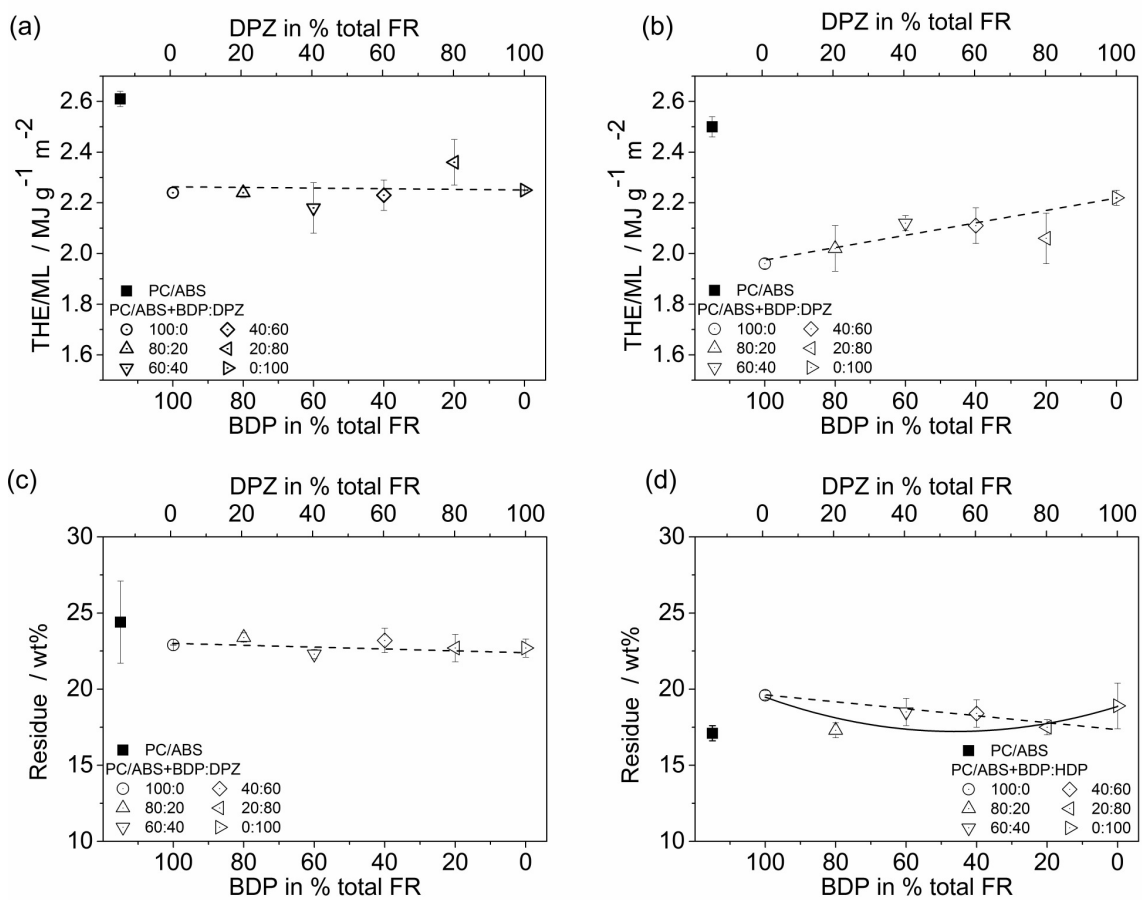 (a)
DPZ in % total FR
0 20 40 60 80 100
THE/ML / MJ g⁻¹ m⁻²
2.6
2.4
2.2
2.0
1.8
1.6
PC/ABS
PC/ABS+BDP:DPZ
100:0 40:60
80:20 20:80
60:40 0:100
100 80 60 40 20 0
BDP in % total FR
(b)
DPZ in % total FR
0 20 40 60 80 100
THE/ML / MJ g⁻¹ m⁻²
2.6
2.4
2.2
2.0
1.8
1.6
PC/ABS
PC/ABS+BDP:DPZ
100:0 40:60
80:20 20:80
60:40 0:100
100 80 60 40 20 0
BDP in % total FR
(c)
DPZ in % total FR
0 20 40 60 80 100
Residue / wt%
30
25
20
15
10
PC/ABS
PC/ABS+BDP:DPZ
100:0 40:60
80:20 20:80
60:40 0:100
100 80 60 40 20 0
BDP in % total FR
(d)
DPZ in % total FR
0 20 40 60 80 100
Residue / wt%
30
25
20
15
10
PC/ABS
PC/ABS+BDP:HDP
100:0 40:60
80:20 20:80
60:40 0:100
100 80 60 40 20 0
BDP in % total FR